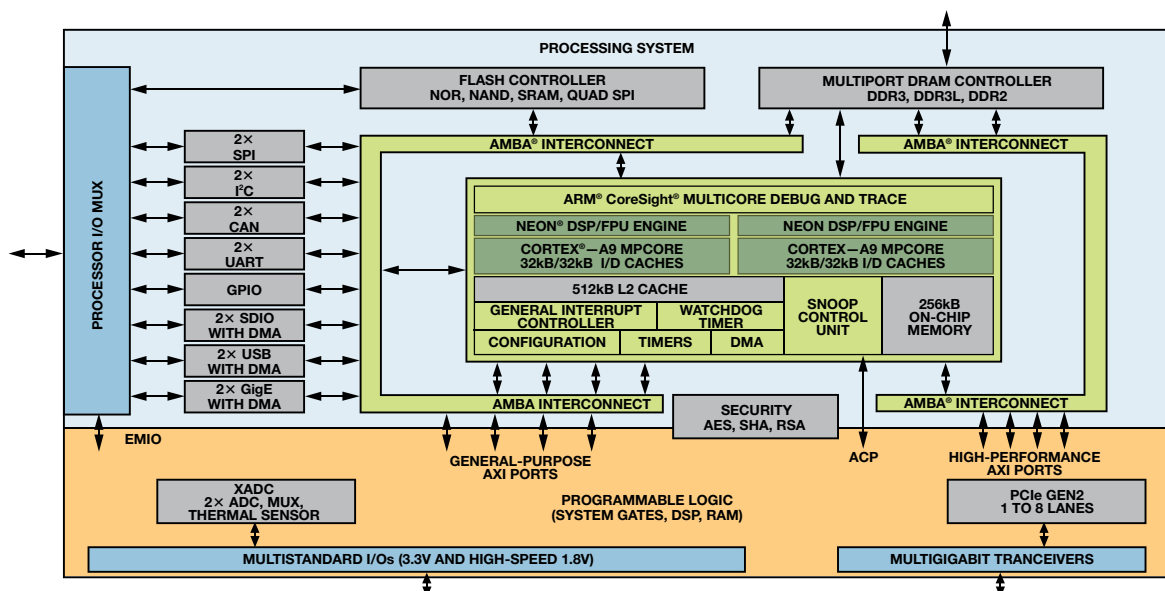 PROCESSING SYSTEM
FLASH CONTROLLER
NOR, NAND, SRAM, QUAD SPI
MULTIPORT DRAM CONTROLLER
DDR3, DDR3L, DDR2
PROCESSOR I/O MUX
2×
SPI
2×
I²C
2×
CAN
2×
UART
GPIO
2× SDIO
WITH DMA
2× USB
WITH DMA
2× GigE
WITH DMA
AMBA® INTERCONNECT
AMBA® INTERCONNECT
ARM® CoreSight® MULTICORE DEBUG AND TRACE
NEON® DSP/FPU ENGINE
NEON DSP/FPU ENGINE
CORTEX®—A9 MPCORE
32kB/32kB I/D CACHES
CORTEX—A9 MPCORE
32kB/32kB I/D CACHES
512kB L2 CACHE
GENERAL INTERRUPT
CONTROLLER
WATCHDOG
TIMER
CONFIGURATION
TIMERS
DMA
SNOOP
CONTROL
UNIT
256kB
ON-CHIP
MEMORY
AMBA INTERCONNECT
AMBA® INTERCONNECT
SECURITY
AES, SHA, RSA
EMIO
GENERAL-PURPOSE
AXI PORTS
ACP
HIGH-PERFORMANCE
AXI PORTS
XADC
2× ADC, MUX,
THERMAL SENSOR
PROGRAMMABLE LOGIC
(SYSTEM GATES, DSP, RAM)
PCIe GEN2
1 TO 8 LANES
MULTISTANDARD I/Os (3.3V AND HIGH-SPEED 1.8V)
MULTIGIGABIT TRANCEIVERS